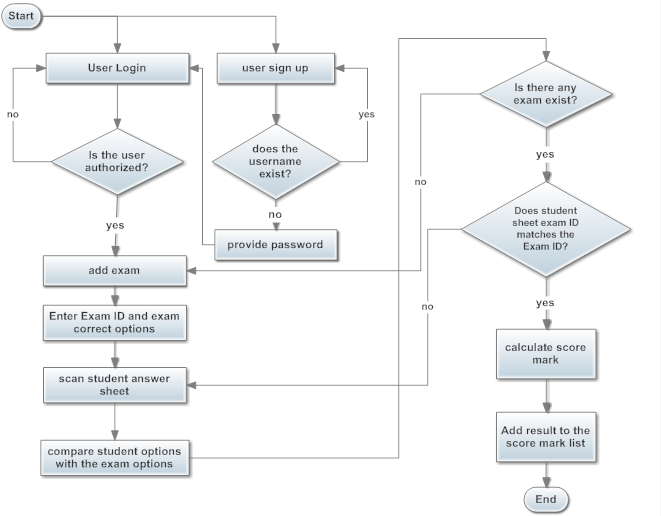 Start
User Login
user sign up
no
Is the user
authorized?
does the
username
exist?
yes
yes
no
provide password
add exam
Enter Exam ID and exam
correct options
scan student answer
sheet
compare student options
with the exam options
Is there any
exam exist?
no
yes
Does student
sheet exam ID
matches the
Exam ID?
no
yes
calculate score
mark
Add result to the
score mark list
End